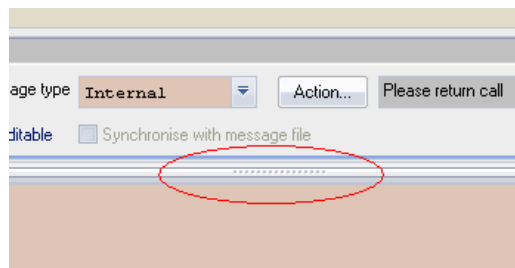 age type Internal Action... Please return call
ditable Synchronise with message file